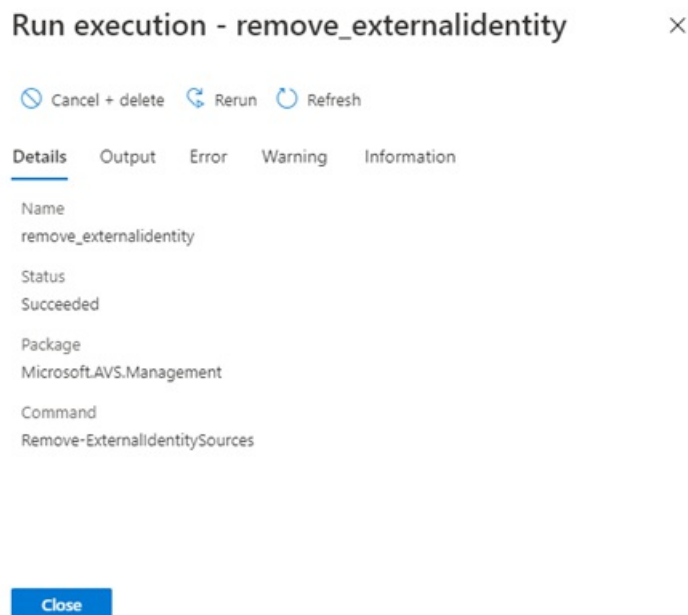 Run execution - remove_externalidentity
Cancel + delete Rerun Refresh
Details Output Error Warning Information
Name
remove_externalidentity
Status
Succeeded
Package
Microsoft.AVS.Management
Command
Remove-ExternalIdentitySources
Close